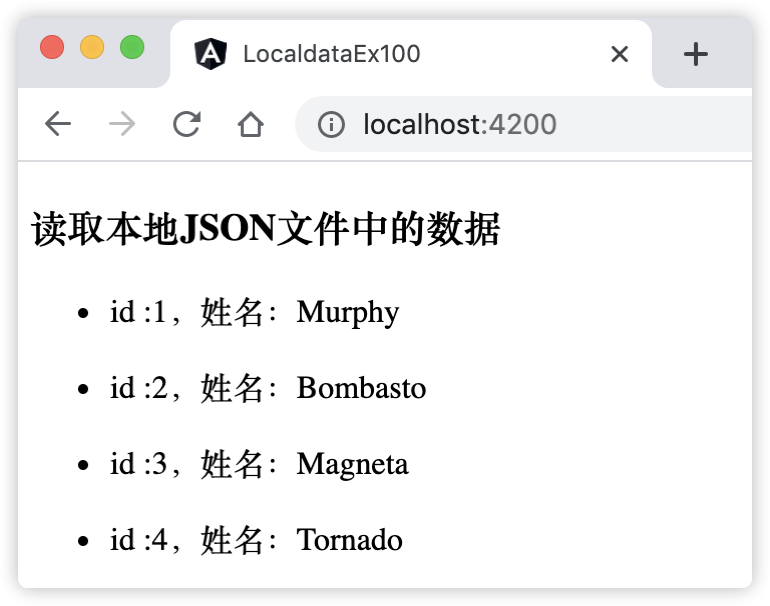 LocaldataEx100
localhost:4200
读取本地JSON文件中的数据
id :1，姓名：Murphy
id :2，姓名：Bombasto
id :3，姓名：Magneta
id :4，姓名：Tornado